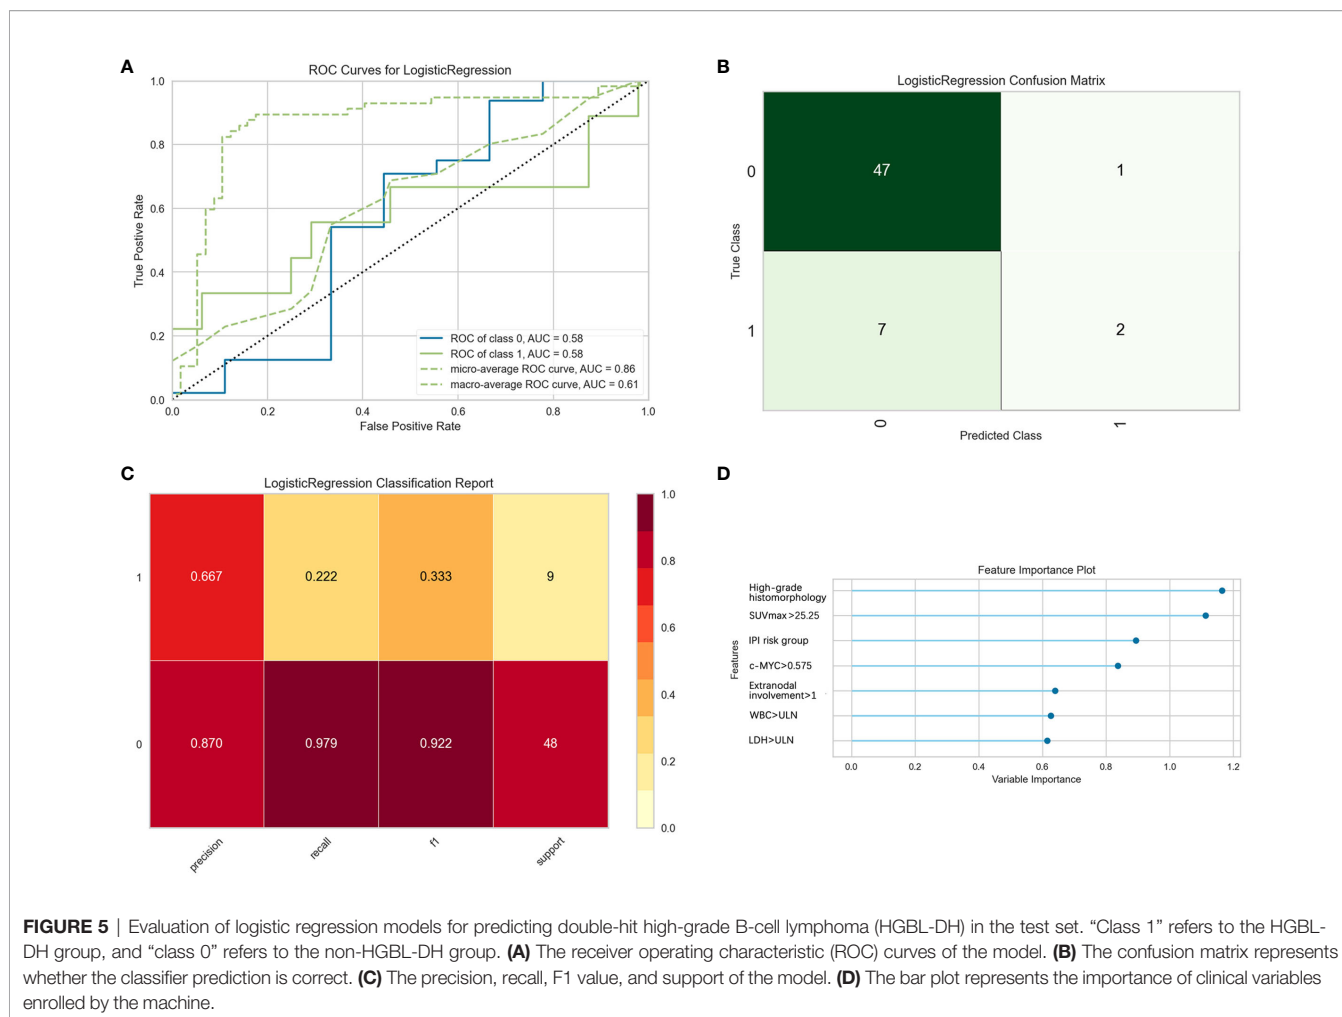 A
ROC Curves for LogisticRegression
1.0
0.8
0.6
0.4
0.2
0.0
True Postive Rate
ROC of class 0, AUC = 0.58
ROC of class 1, AUC = 0.58
micro-average ROC curve, AUC = 0.86
macro-average ROC curve, AUC = 0.61
0.0 0.2 0.4 0.6 0.8 1.0
False Positive Rate
B
LogisticRegression Confusion Matrix
True Class
0 47 1
1 7 2
0 1
Predicted Class
C
LogisticRegression Classification Report
1 0.667 0.222 0.333 9
0 0.870 0.979 0.922 48
precision recall f1 support
1.0
0.8
0.6
0.4
0.2
0.0
D
Feature Importance Plot
Features
High-grade
histomorphology
SUVmax>25.25
IPI risk group
c-MYC>0.575
Extranodal
involvement>1
WBC>ULN
LDH>ULN
0.0 0.2 0.4 0.6 0.8 1.0 1.2
Variable Importance
FIGURE 5 | Evaluation of logistic regression models for predicting double-hit high-grade B-cell lymphoma (HGBL-DH) in the test set. “Class 1” refers to the HGBL-
DH group, and “class 0” refers to the non-HGBL-DH group. (A) The receiver operating characteristic (ROC) curves of the model. (B) The confusion matrix represents
whether the classifier prediction is correct. (C) The precision, recall, F1 value, and support of the model. (D) The bar plot represents the importance of clinical variables
enrolled by the machine.